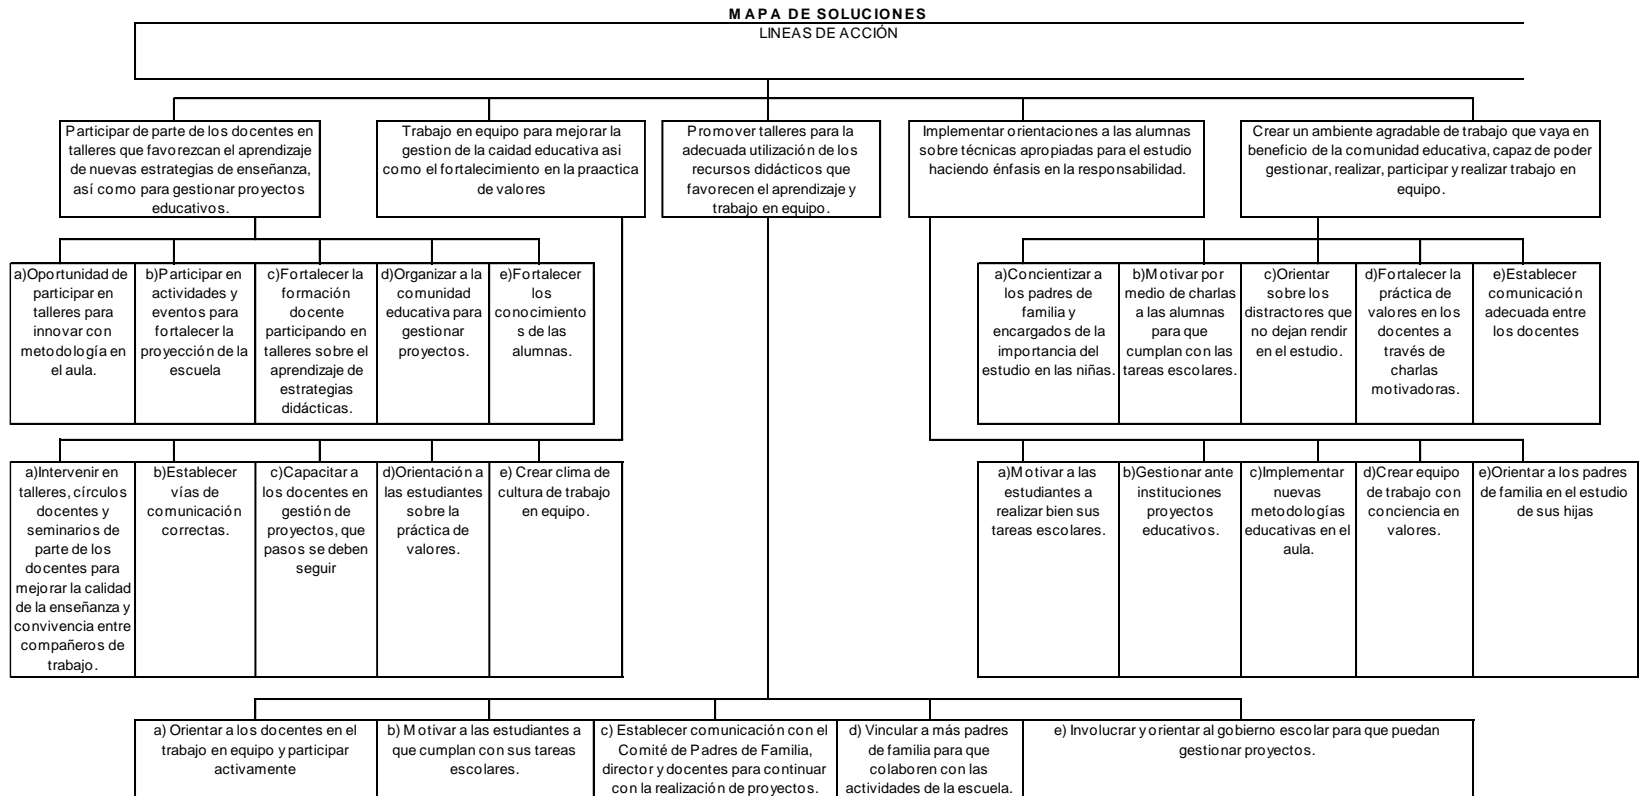 MAPA DE SOLUCIONES
LINEAS DE ACCIÓN
Participar de parte de los docentes en
talleres que favorezcan el aprendizaje
de nuevas estrategias de enseñanza,
así como para gestionar proyectos
educativos.
Trabajo en equipo para mejorar la
gestion de la caidad educativa asi
como el fortalecimiento en la praactica
de valores
Promover talleres para la
adecuada utilización de los
recursos didácticos que
favorecen el aprendizaje y
trabajo en equipo.
Implementar orientaciones a las alumnas
sobre técnicas apropiadas para el estudio
haciendo énfasis en la responsabilidad.
Crear un ambiente agradable de trabajo que vaya en
beneficio de la comunidad educativa, capaz de poder
gestionar, realizar, participar y realizar trabajo en
equipo.
a)Oportunidad de
participar en
talleres para
innovar con
metodología en
el aula.
b)Participar en
actividades y
eventos para
fortalecer la
proyección de la
escuela
c)Fortalecer la
formación
docente
participando en
talleres sobre el
aprendizaje de
estrategias
didácticas.
d)Organizar a la
comunidad
educativa para
gestionar
proyectos.
e)Fortalecer
los
conocimiento
s de las
alumnas.
a)Concientizar a
los padres de
familia y
encargados de la
importancia del
estudio en las niñas.
b)Motivar por
medio de charlas
a las alumnas
para que
cumplan con las
tareas escolares.
c)Orientar
sobre los
distractores que
no dejan rendir
en el estudio.
d)Fortalecer la
práctica de
valores en los
docentes a
través de
charlas
motivadoras.
e)Establecer
comunicación
adecuada entre
los docentes
a)Intervenir en
talleres, círculos
docentes y
seminarios de
parte de los
docentes para
mejorar la calidad
de la enseñanza y
convivencia entre
compañeros de
trabajo.
b)Establecer
vías de
comunicación
correctas.
c)Capacitar a
los docentes en
gestión de
proyectos, que
pasos se deben
seguir
d)Orientación a
las estudiantes
sobre la
práctica de
valores.
e) Crear clima de
cultura de trabajo
en equipo.
a)Motivar a las
estudiantes a
realizar bien sus
tareas escolares.
b)Gestionar ante
instituciones
proyectos
educativos.
c)Implementar
nuevas
metodologías
educativas en el
aula.
d)Crear equipo
de trabajo con
conciencia en
valores.
e)Orientar a los padres
de familia en el estudio
de sus hijas
a) Orientar a los docentes en el
trabajo en equipo y participar
activamente
b) Motivar a las estudiantes a
que cumplan con sus tareas
escolares.
c) Establecer comunicación con el
Comité de Padres de Familia,
director y docentes para continuar
con la realización de proyectos.
d) Vincular a más padres
de familia para que
colaboren con las
actividades de la escuela.
e) Involucrar y orientar al gobierno escolar para que puedan
gestionar proyectos.